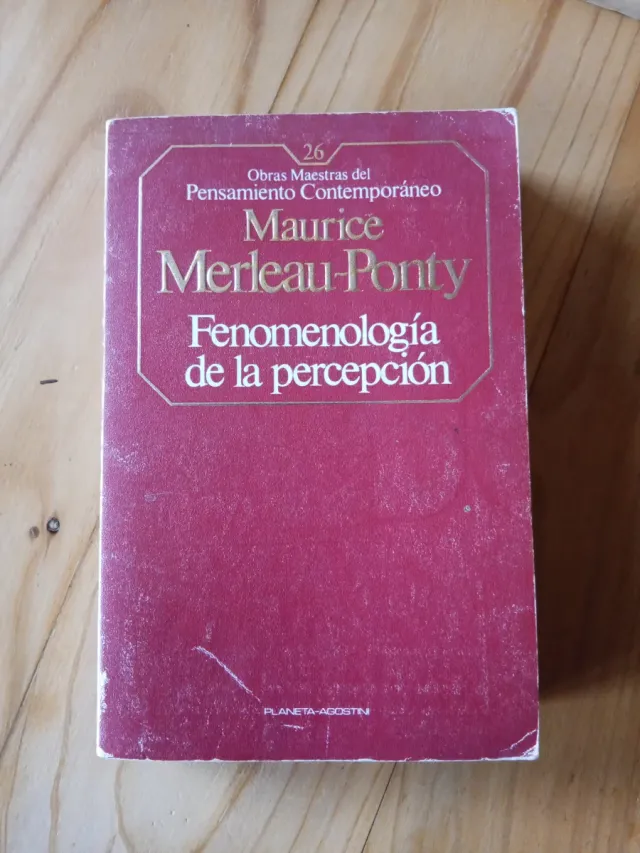 26
Obras Maestras del
Pensamiento Contemporáneo
Maurice
Merleau-Ponty
Fenomenología
de la percepción
PLANETA-AGOSTINI